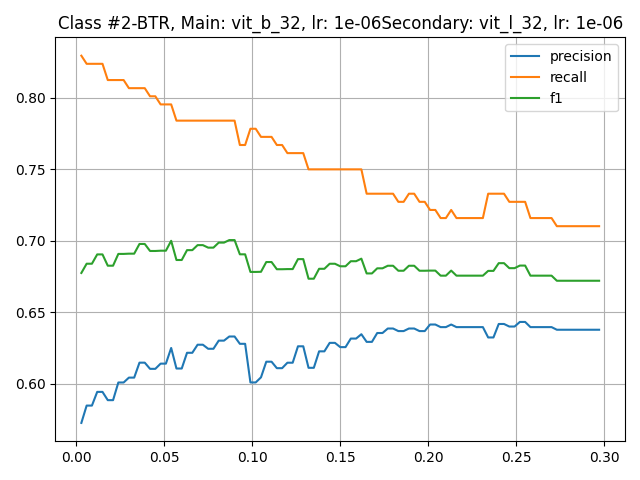 Class #2-BTR, Main: vit_b_32, lr: 1e-06Secondary: vit_l_32, lr: 1e-06
precision
recall
f1
0.80
0.75
0.70
0.65
0.60
0.00 0.05 0.10 0.15 0.20 0.25 0.30